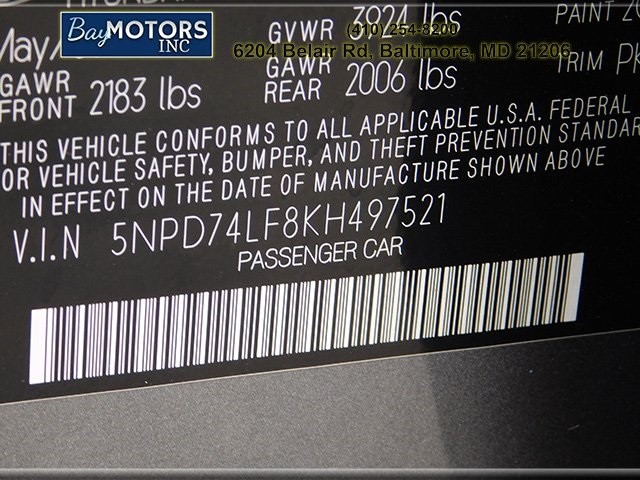 Bay MOTORS INC
(410) 254-8200
6204 Belair Rd, Baltimore, MD 21206
May/
GVWR 3924 lbs
GAWR FRONT 2183 lbs
GAWR REAR 2006 lbs
PAINT
TRIM
THIS VEHICLE CONFORMS TO ALL APPLICABLE U.S.A. FEDERAL
OR VEHICLE SAFETY, BUMPER, AND THEFT PREVENTION STANDAR
IN EFFECT ON THE DATE OF MANUFACTURE SHOWN ABOVE
V.I.N 5NPD74LF8KH497521
PASSENGER CAR